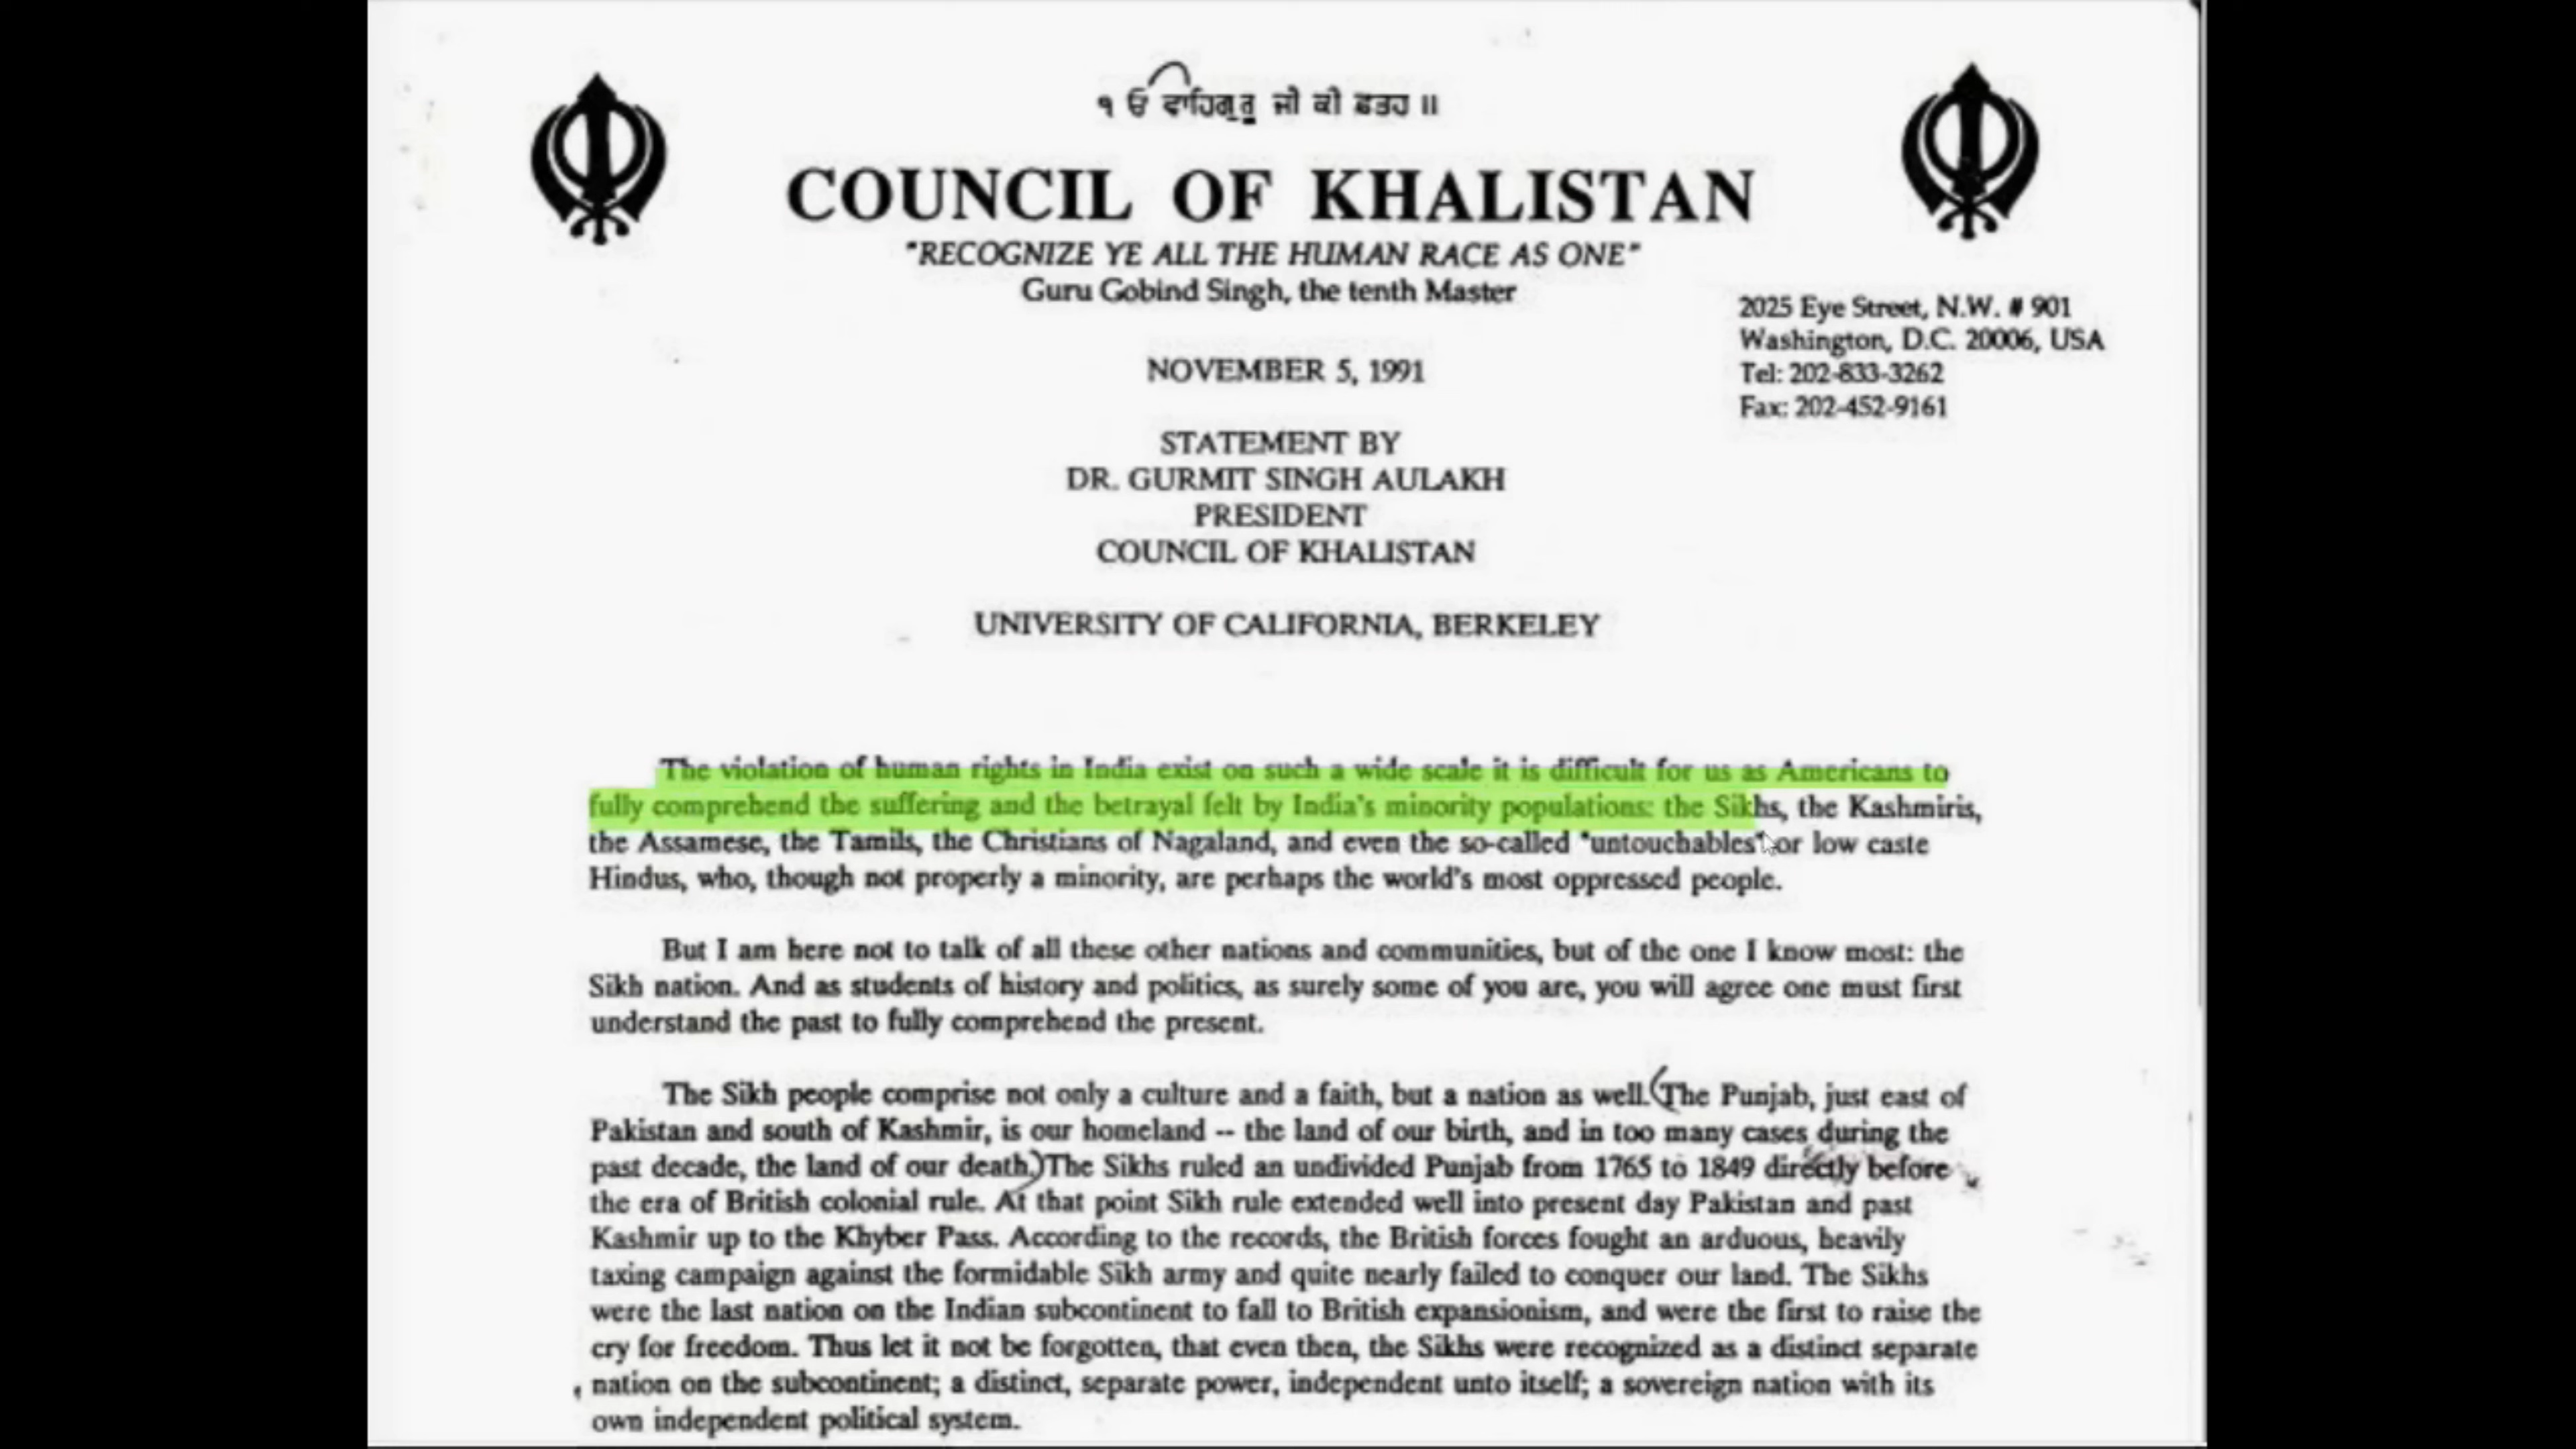 ੧ ਓ ਵਾਹਿਗੁਰੂ ਜੀ ਕੀ ਫਤਹ ॥
COUNCIL OF KHALISTAN
"RECOGNIZE YE ALL THE HUMAN RACE AS ONE"
Guru Gobind Singh, the tenth Master
2025 Eye Street, N.W. # 901
Washington, D.C. 20006, USA
Tel: 202-833-3262
Fax: 202-452-9161
NOVEMBER 5, 1991
STATEMENT BY
DR. GURMIT SINGH AULAKH
PRESIDENT
COUNCIL OF KHALISTAN
UNIVERSITY OF CALIFORNIA, BERKELEY
The violation of human rights in India exist on such a wide scale it is difficult for us as Americans to
fully comprehend the suffering and the betrayal felt by India's minority populations: the Sikhs, the Kashmiris,
the Assamese, the Tamils, the Christians of Nagaland, and even the so-called "untouchables" or low caste
Hindus, who, though not properly a minority, are perhaps the world's most oppressed people.
But I am here not to talk of all these other nations and communities, but of the one I know most: the
Sikh nation. And as students of history and politics, as surely some of you are, you will agree one must first
understand the past to fully comprehend the present.
The Sikh people comprise not only a culture and a faith, but a nation as well. (The Punjab, just east of
Pakistan and south of Kashmir, is our homeland -- the land of our birth, and in too many cases during the
past decade, the land of our death.) The Sikhs ruled an undivided Punjab from 1765 to 1849 directly before
the era of British colonial rule. At that point Sikh rule extended well into present day Pakistan and past
Kashmir up to the Khyber Pass. According to the records, the British forces fought an arduous, heavily
taxing campaign against the formidable Sikh army and quite nearly failed to conquer our land. The Sikhs
were the last nation on the Indian subcontinent to fall to British expansionism, and were the first to raise the
cry for freedom. Thus let it not be forgotten, that even then, the Sikhs were recognized as a distinct separate
nation on the subcontinent; a distinct, separate power, independent unto itself; a sovereign nation with its
own independent political system.